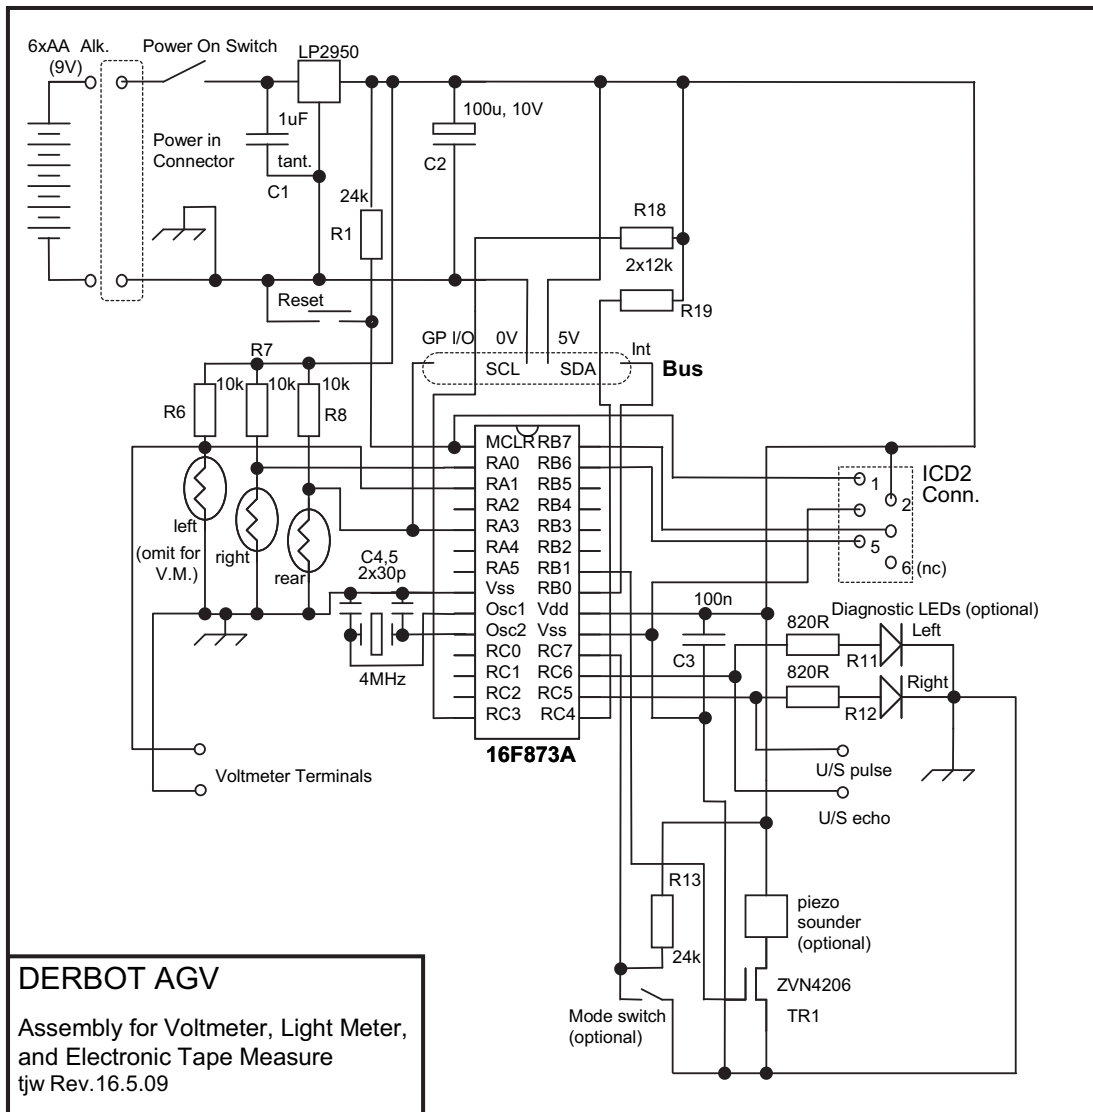 6xAA Alk.
(9V)
Power On Switch
LP2950
1uF
tant.
C1
100u, 10V
C2
Power in
Connector
24k
R1
R18
2x12k
R19
Reset
GP I/O
0V
5V
Int
SCL
SDA
Bus
R7
10k
10k
10k
R6
R8
MCLR
RA0
RA1
RA2
RA3
RA4
RA5
Vss
Osc1
Osc2
RC0
RC1
RC2
RC3
RB7
RB6
RB5
RB4
RB3
RB2
RB1
RB0
Vdd
Vss
RC7
RC6
RC5
RC4
16F873A
ICD2
Conn.
1
2
5
6 (nc)
left
(omit for
V.M.)
right
rear
C4,5
2x30p
4MHz
100n
C3
Diagnostic LEDs (optional)
820R
Left
R11
820R
Right
R12
Voltmeter Terminals
U/S pulse
U/S echo
R13
24k
piezo
sounder
(optional)
ZVN4206
TR1
Mode switch
(optional)
DERBOT AGV
Assembly for Voltmeter, Light Meter,
and Electronic Tape Measure
tjw Rev.16.5.09